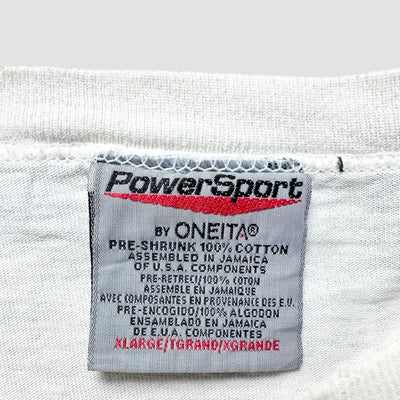 PowerSport
BY ONEITA®
PRE-SHRUNK 100% COTTON
ASSEMBLED IN JAMAICA
OF U.S.A. COMPONENTS
PRE-RETRECI/100% COTON
ASSEMBLE EN JAMAIQUE
AVEC COMPOSANTES EN PROVENANCE DES E.U.
PRE-ENCOGIDO/100% ALGODON
ENSAMBLADO EN JAMAICA
DE E.U.A. COMPONENTES
XLARGE/TGRAND/XGRANDE